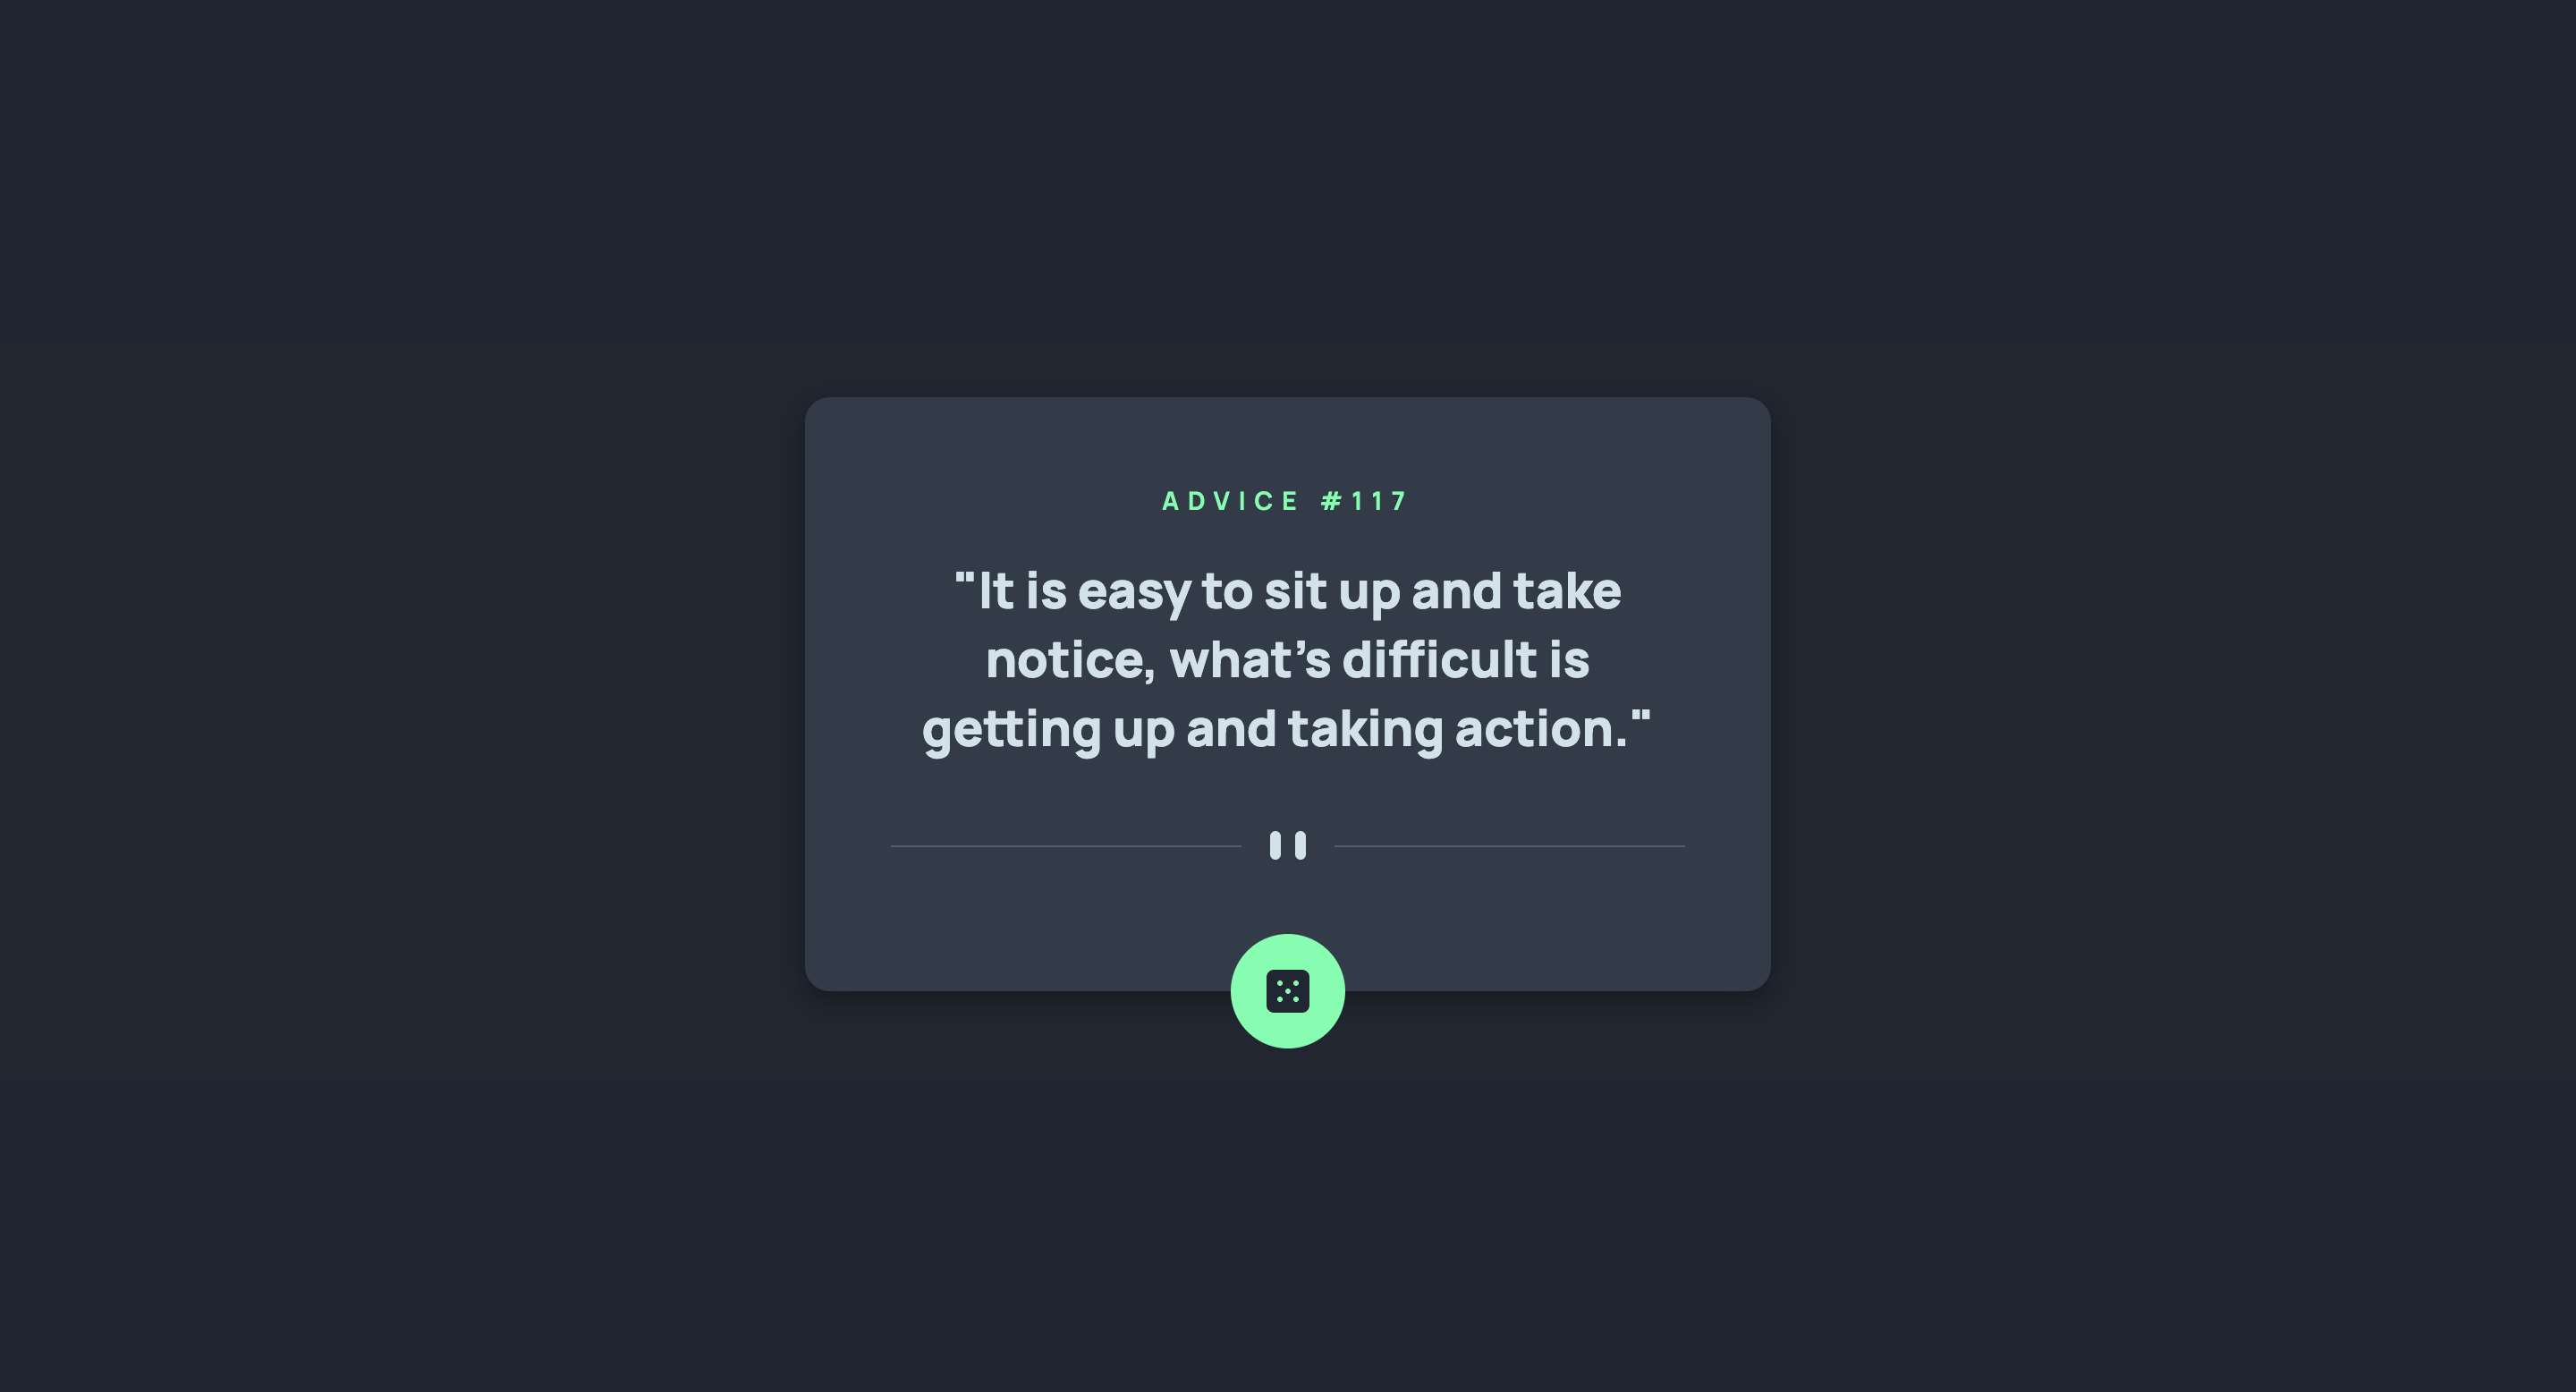 ADVICE #117
"It is easy to sit up and take
notice, what’s difficult is
getting up and taking action."